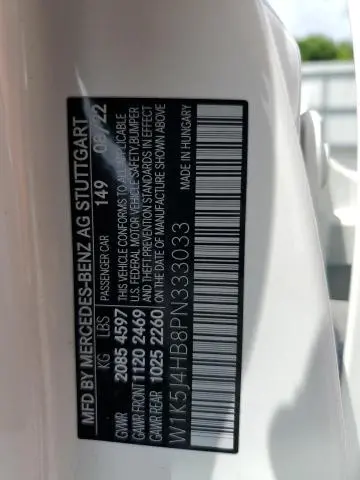 MFD BY MERCEDES-BENZ AG STUTTGART
PASSENGER CAR 149 08/22
KG LBS THIS VEHICLE CONFORMS TO ALL APPLICABLE
GVWR 2085 4597 U.S. FEDERAL MOTOR VEHICLE SAFETY,BUMPER
GAWR FRONT 1120 2469 AND THEFT PREVENTION STANDARDS IN EFFECT
GAWR REAR 1025 2260 ON THE DATE OF MANUFACTURE SHOWN ABOVE
W1K5J4HB8PN333033 MADE IN HUNGARY